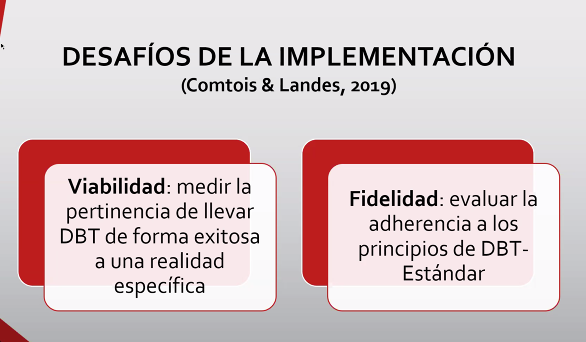 DESAFÍOS DE LA IMPLEMENTACIÓN
(Comtois & Landes, 2019)
Viabilidad: medir la
pertinencia de llevar
DBT de forma exitosa
a una realidad
específica
Fidelidad: evaluar la
adherencia a los
principios de DBT-
Estándar